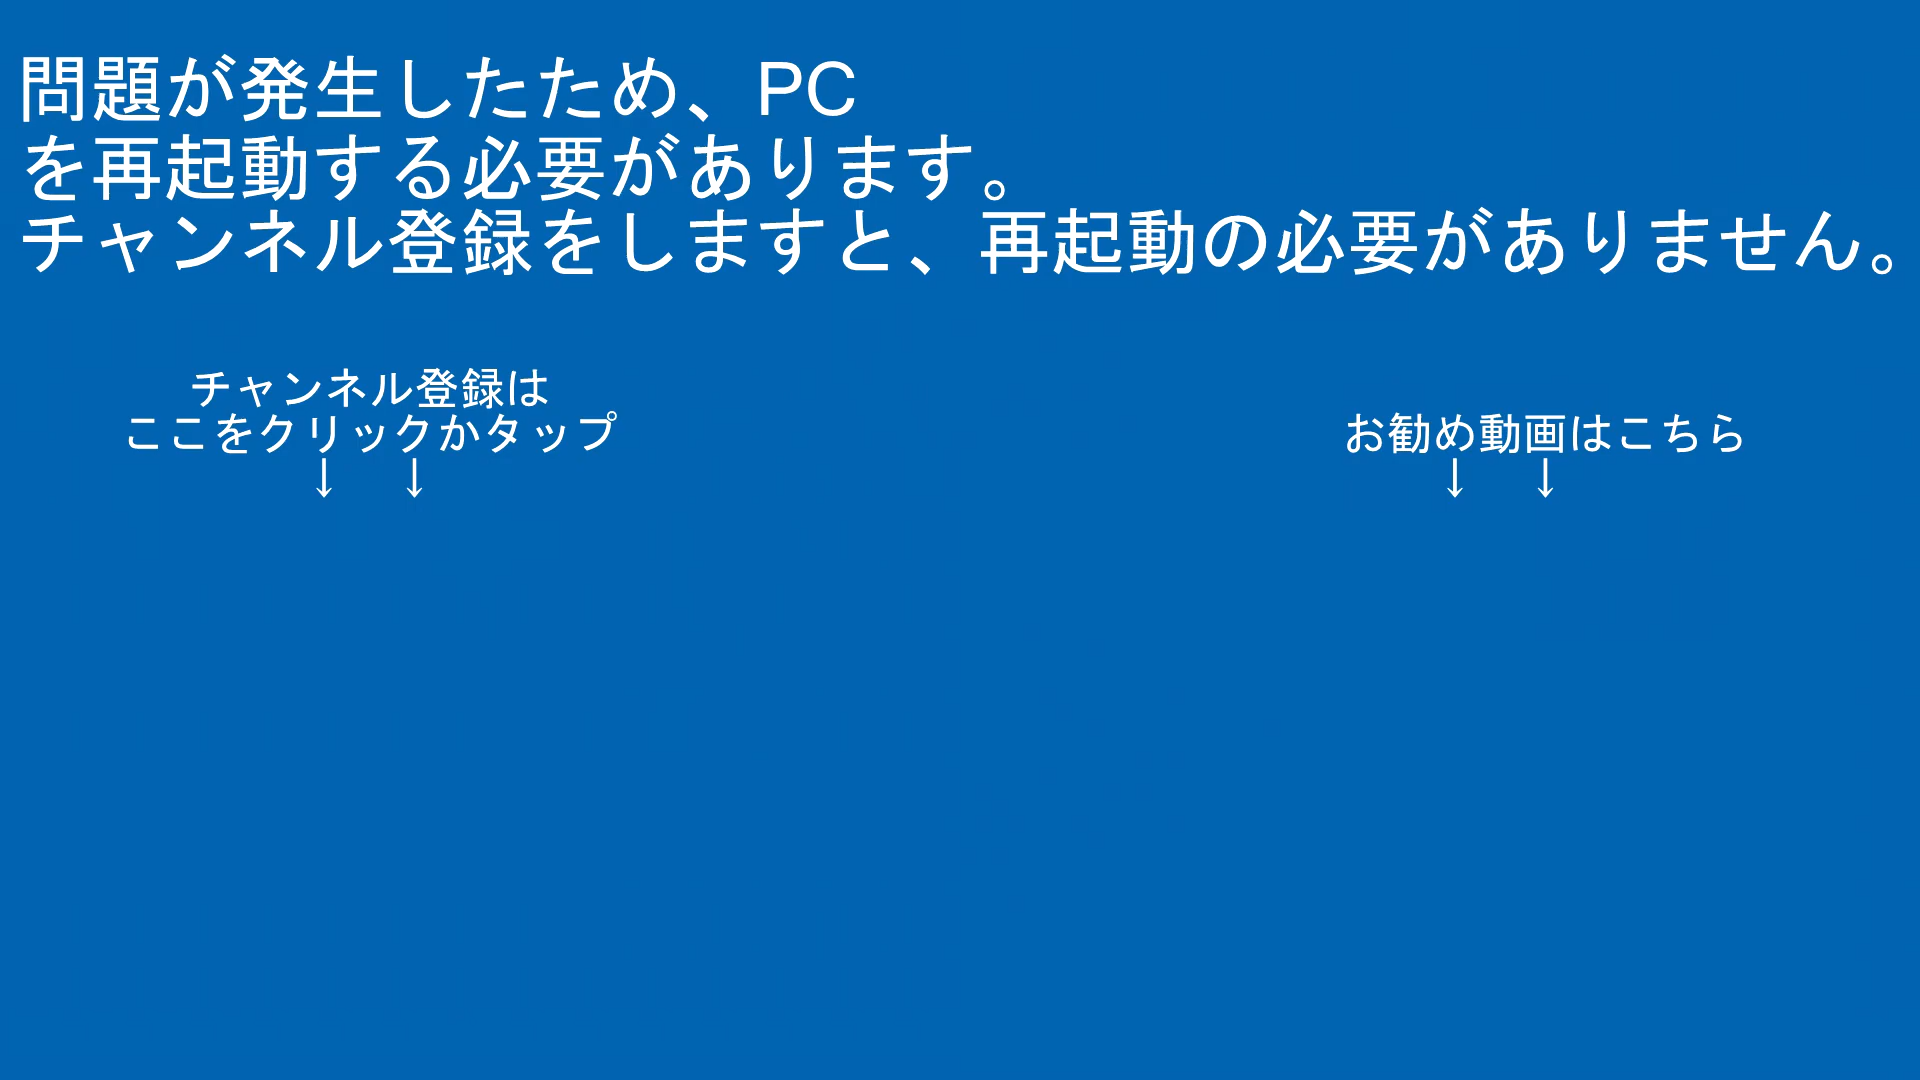 問題が発生したため、PC
を再起動する必要があります。
チャンネル登録をしますと、再起動の必要がありません。
チャンネル登録は
ここをクリックかタップ
↓　↓
お勧め動画はこちら
↓　↓